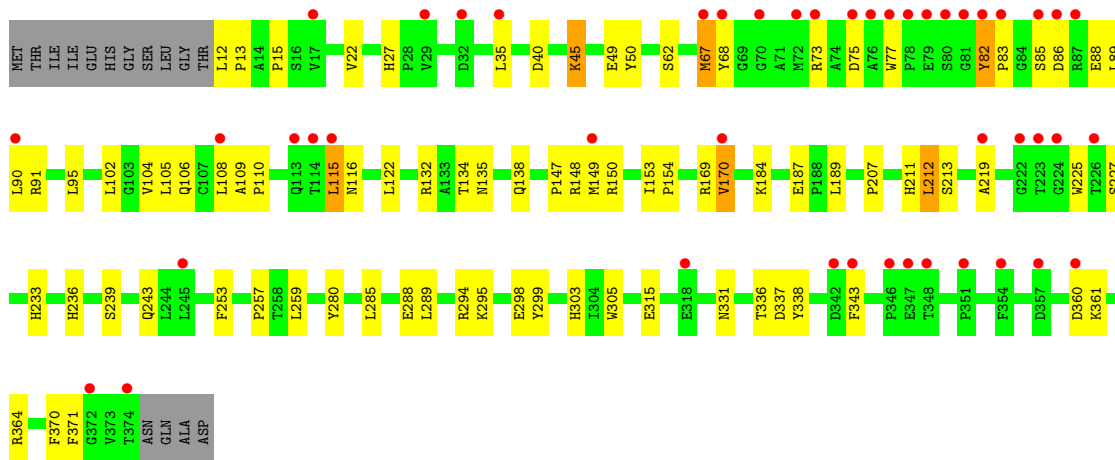 MET THR ILE ILE GLU HIS GLY SER LEU GLY THR L12 P13 A14 P15 S16 V17 V22 H27 P28 V29 D32 L35 D40 K45 E49 Y50 S62 M67 Y68 G69 G70 A71 M72 R73 A74 D75 A76 W77 P78 E79 S80 G81 Y82 P83 G84 S85 D86 R87 E88 L89
L90 R91 L95 L102 G103 V104 L105 Q106 G107 L108 A109 P110 Q113 T114 L115 N116 L122 R132 A133 T134 N135 Q138 P147 R148 M149 R150 I153 P154 R169 V170 K184 E187 P188 L189 P207 H211 L212 S213 A219 G222 T223 G224 W225 T226 S227
H233 H236 S239 Q243 L244 L245 F253 P257 T258 L259 Y280 L285 E288 L289 R294 K295 E298 Y299 H303 I304 W305 E315 E318 N331 T336 D337 Y338 D342 F343 P346 E347 T348 P351 F354 D357 D360 K361
R364 F370 F371 G372 V373 T374 ASN GLN ALA ASP